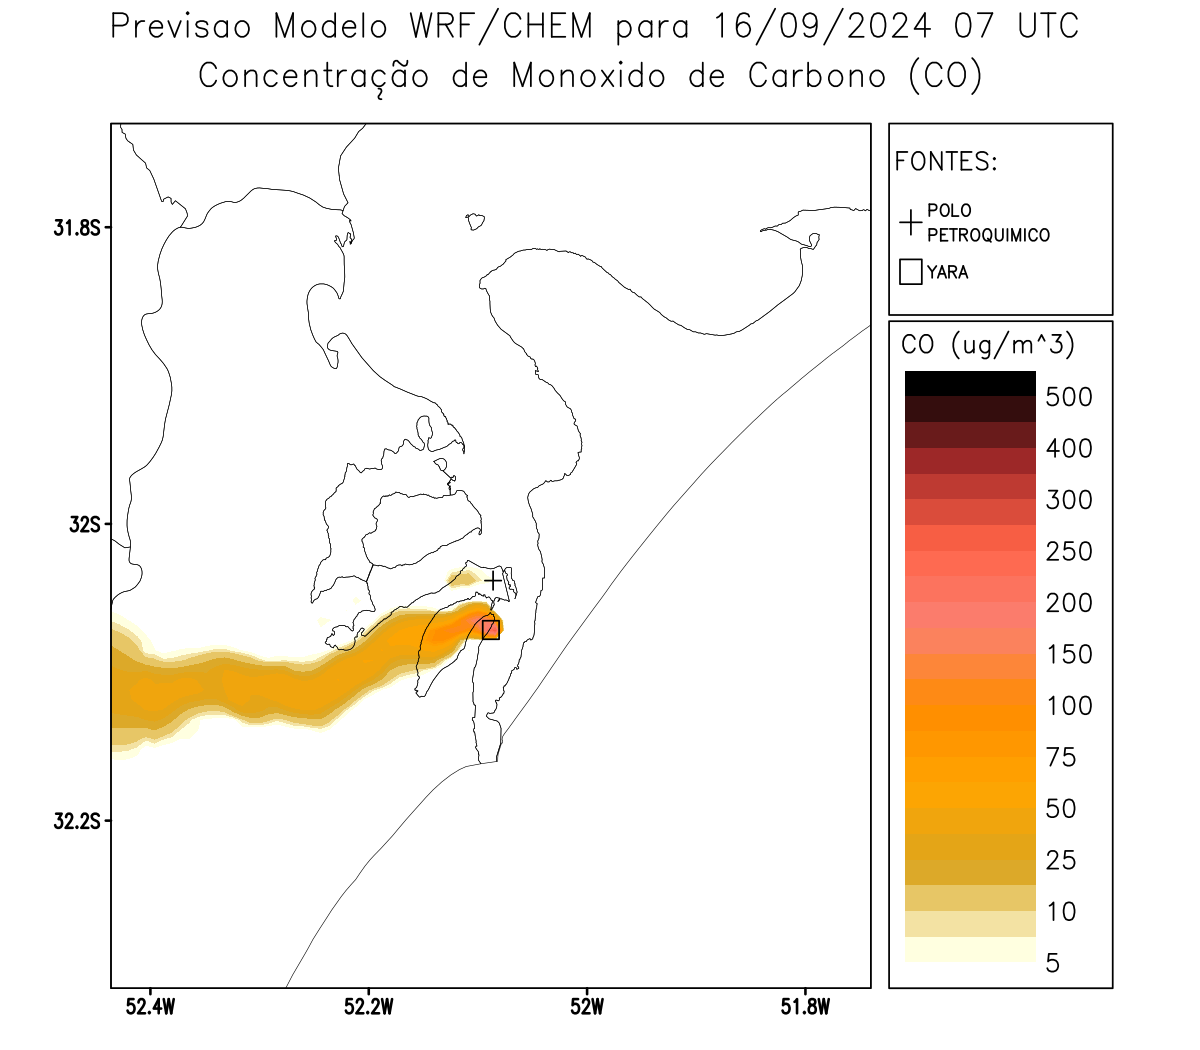 Previsao Modelo WRF/CHEM para 16/09/2024 07 UTC
Concentração de Monoxido de Carbono (CO)
FONTES:
POLO
PETROQUIMICO
YARA
CO (ug/m^3)
500
400
300
250
200
150
100
75
50
25
10
5
31.8S
32S
32.2S
52.4W
52.2W
52W
51.8W